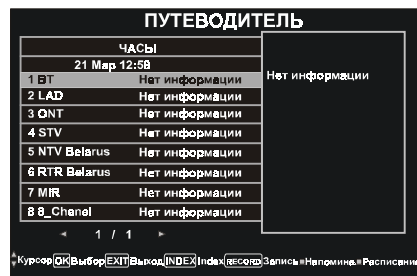 ПУТЕВОДИТЕЛЬ
ЧАСЫ
21 Мар 12:58
1 BT Нет информации
2 LAD Нет информации
3 ONT Нет информации
4 STV Нет информации
5 NTV Belarus Нет информации
6 RTR Belarus Нет информации
7 MIR Нет информации
8 8_Chanel Нет информации
◄ 1 / 1 ►
Нет информации
Курсор OK Выбор EXIT Выход INDEX Index RECORD Запись Напомина. Расписани